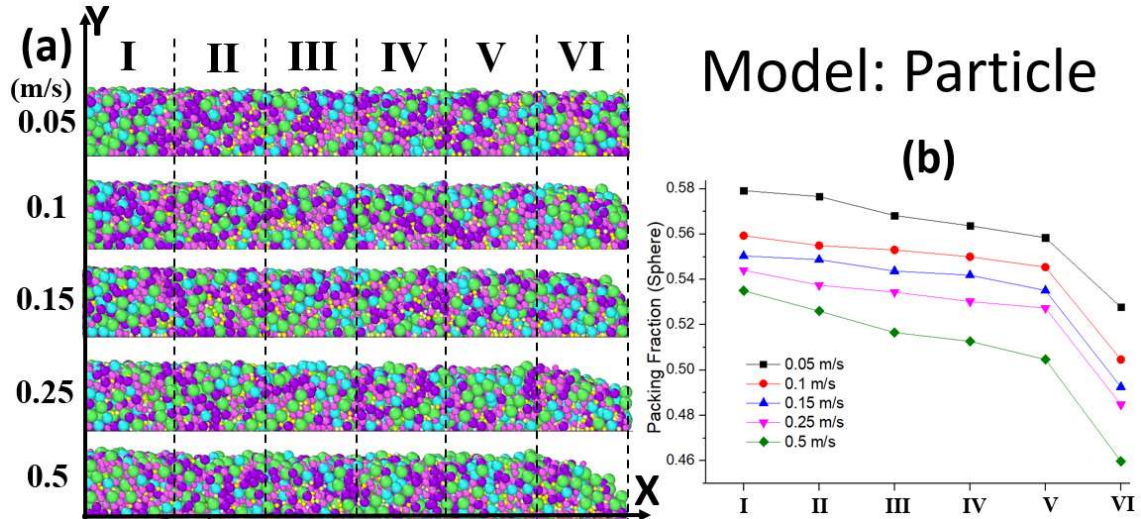 (a)
Y
I II III IV V VI
(m/s)
0.05
0.1
0.15
0.25
0.5
X
Model: Particle
(b)
Packing Fraction (Sphere)
0.58
0.56
0.54
0.52
0.50
0.48
0.46
0.05 m/s
0.1 m/s
0.15 m/s
0.25 m/s
0.5 m/s
I II III IV V VI